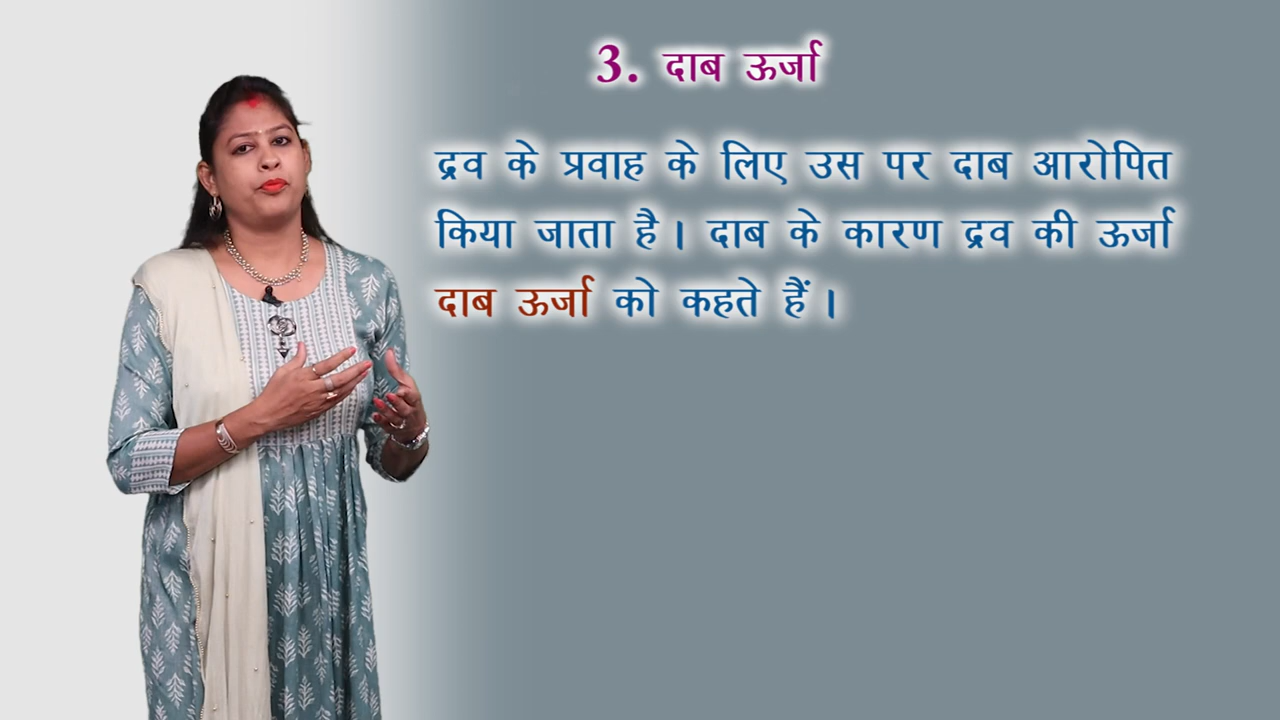 3. दाब ऊर्जा
द्रव के प्रवाह के लिए उस पर दाब आरोपित
किया जाता है। दाब के कारण द्रव की ऊर्जा
दाब ऊर्जा को कहते हैं।